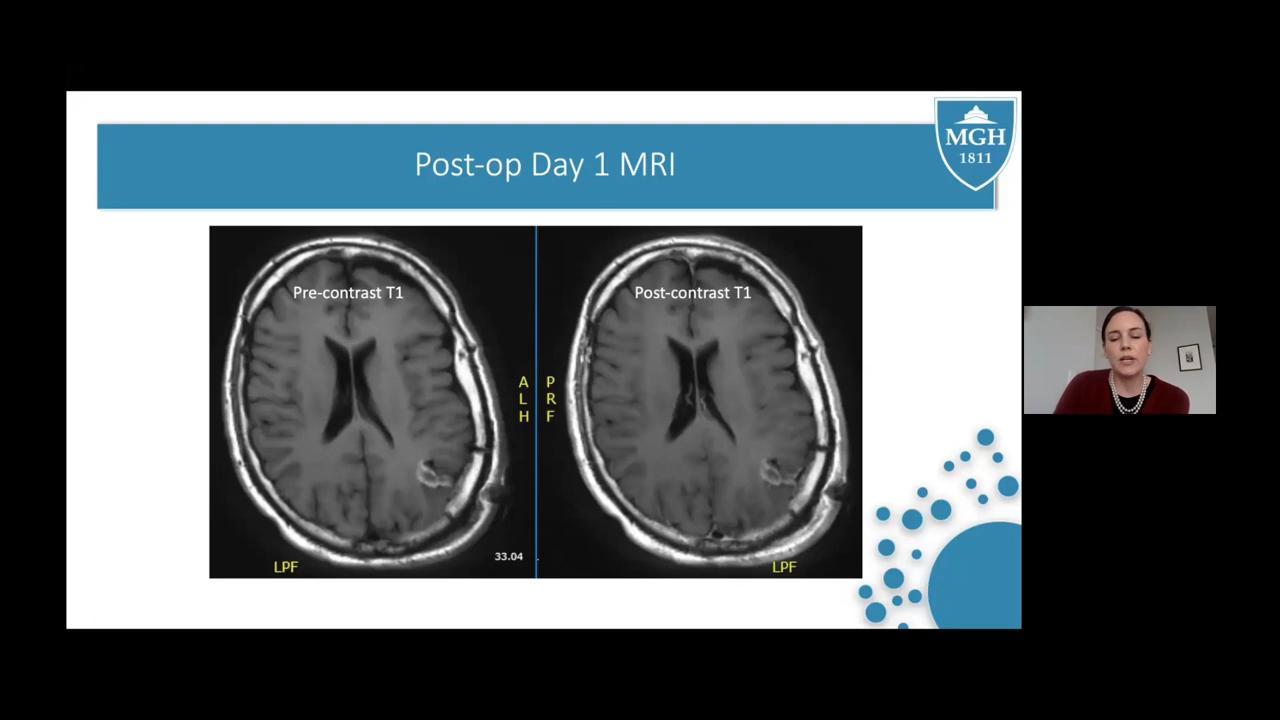 Post-op Day 1 MRI
MGH
1811
Pre-contrast T1
Post-contrast T1
A
L
H
P
R
F
33.04
LPF
LPF